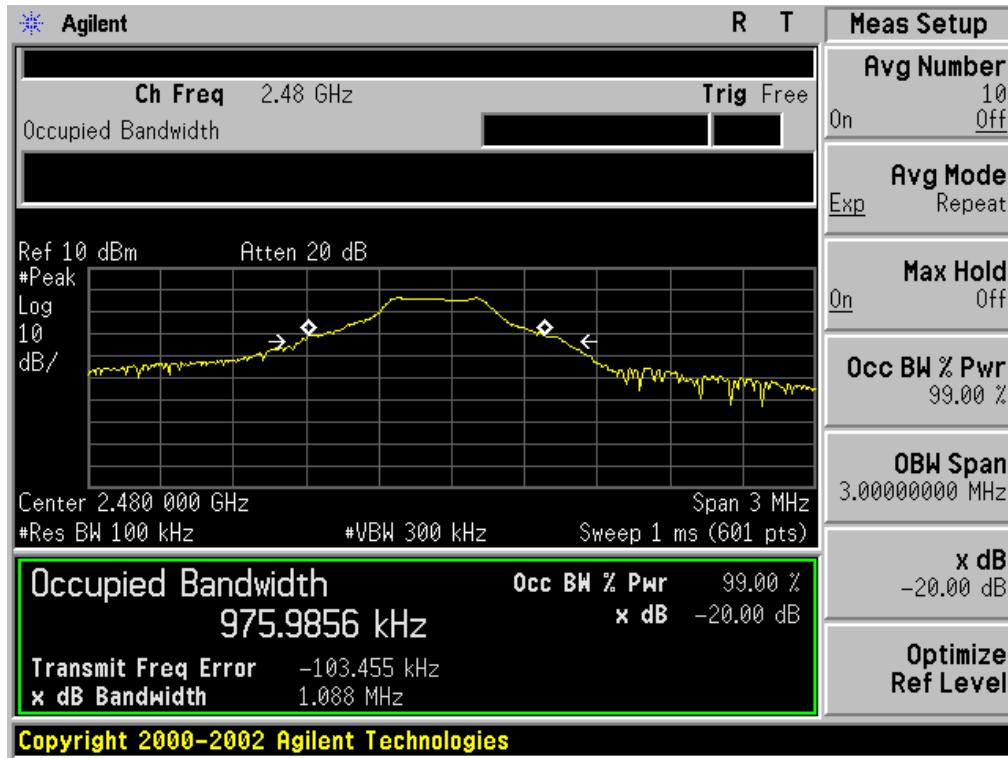 Agilent R T
Ch Freq 2.48 GHz Trig Free
Occupied Bandwidth
Ref 10 dBm Atten 20 dB
#Peak
Log
10
dB/
Center 2.480 000 GHz Span 3 MHz
#Res BW 100 kHz #VBW 300 kHz Sweep 1 ms (601 pts)
Occupied Bandwidth Occ BW % Pwr 99.00 %
975.9856 kHz x dB -20.00 dB
Transmit Freq Error -103.455 kHz
x dB Bandwidth 1.088 MHz
Copyright 2000-2002 Agilent Technologies
Meas Setup
Avg Number
10
On Off
Avg Mode
Exp Repeat
Max Hold
On Off
Occ BW % Pwr
99.00 %
OBW Span
3.00000000 MHz
x dB
-20.00 dB
Optimize
Ref Level